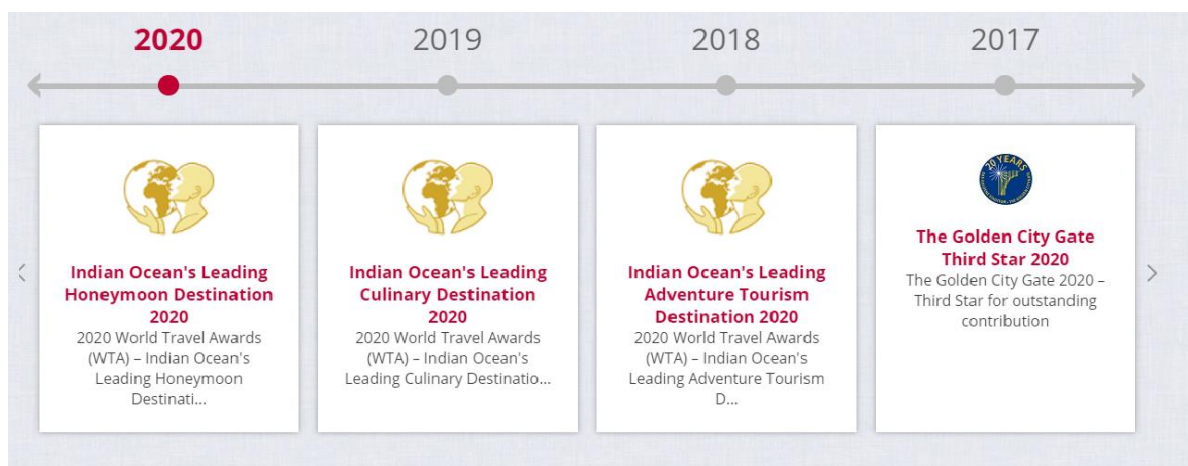 2020
2019
2018
2017
Indian Ocean's Leading
Honeymoon Destination
2020
2020 World Travel Awards
(WTA) – Indian Ocean's
Leading Honeymoon
Destinati...
Indian Ocean's Leading
Culinary Destination
2020
2020 World Travel Awards
(WTA) – Indian Ocean's
Leading Culinary Destinatio...
Indian Ocean's Leading
Adventure Tourism
Destination 2020
2020 World Travel Awards
(WTA) – Indian Ocean's
Leading Adventure Tourism
D...
20 YEARS
The Golden City Gate
Third Star 2020
The Golden City Gate 2020 –
Third Star for outstanding
contribution